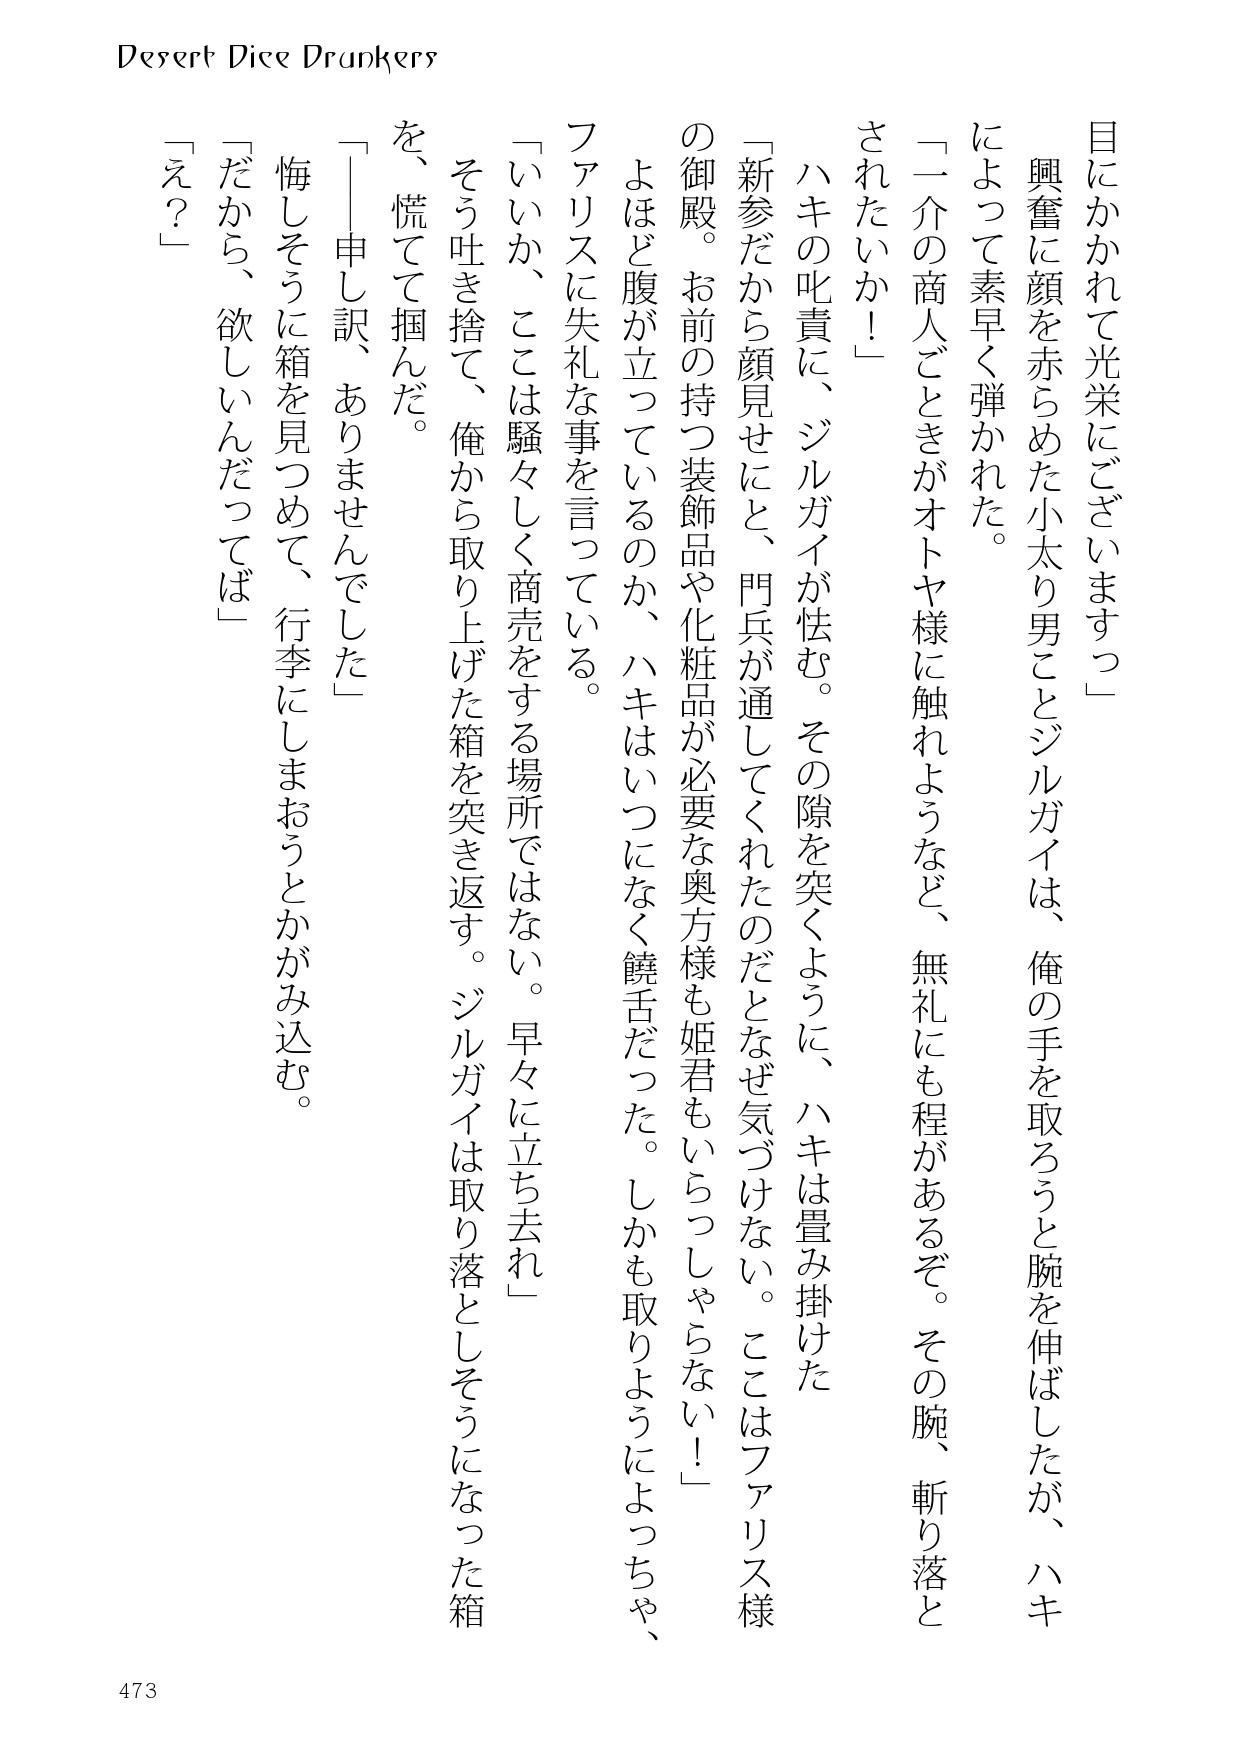 Desert Dice Drunkers
目にかかれて光栄にございますっ」
　興奮に顔を赤らめた小太り男ことジルガイは、俺の手を取ろうと腕を伸ばしたが、ハキ
によって素早く弾かれた。
「一介の商人ごときがオトヤ様に触れようなど、無礼にも程があるぞ。その腕、斬り落と
されたいか！」
　ハキの叱責に、ジルガイが怯む。その隙を突くように、ハキは畳み掛けた
「新参だから顔見せにと、門兵が通してくれたのだとなぜ気づけない。ここはファリス様
の御殿。お前の持つ装飾品や化粧品が必要な奥方様も姫君もいらっしゃらない！」
　よほど腹が立っているのか、ハキはいつになく饒舌だった。しかも取りようによっちゃ、
ファリスに失礼な事を言っている。
「いいか、ここは騒々しく商売をする場所ではない。早々に立ち去れ」
　そう吐き捨て、俺から取り上げた箱を突き返す。ジルガイは取り落としそうになった箱
を、慌てて掴んだ。
「――申し訳、ありませんでした」
　悔しそうに箱を見つめて、行李にしまおうとかがみ込む。
「だから、欲しいんだってば」
「え？」
473